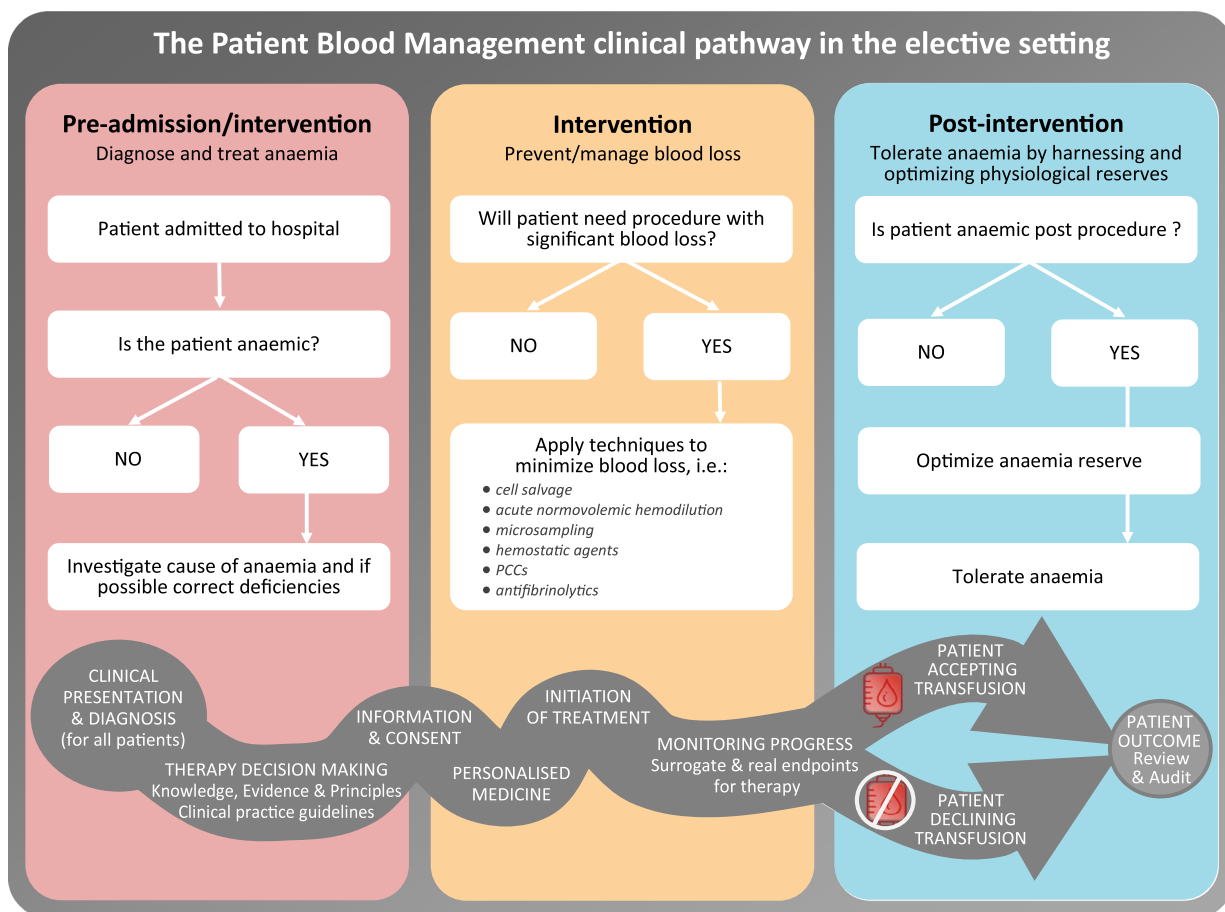 The Patient Blood Management clinical pathway in the elective setting
Pre-admission/intervention
Diagnose and treat anaemia
Patient admitted to hospital
Is the patient anaemic?
NO
YES
Investigate cause of anaemia and if
possible correct deficiencies
Intervention
Prevent/manage blood loss
Will patient need procedure with
significant blood loss?
NO
YES
Apply techniques to
minimize blood loss, i.e.:
• cell salvage
• acute normovolemic hemodilution
• microsampling
• hemostatic agents
• PCCs
• antifibrinolytics
Post-intervention
Tolerate anaemia by harnessing and
optimizing physiological reserves
Is patient anaemic post procedure ?
NO
YES
Optimize anaemia reserve
Tolerate anaemia
CLINICAL
PRESENTATION
& DIAGNOSIS
(for all patients)
THERAPY DECISION MAKING
Knowledge, Evidence & Principles
Clinical practice guidelines
INFORMATION
& CONSENT
PERSONALISED
MEDICINE
INITIATION
OF TREATMENT
MONITORING PROGRESS
Surrogate & real endpoints
for therapy
PATIENT
ACCEPTING
TRANSFUSION
PATIENT
DECLINING
TRANSFUSION
PATIENT
OUTCOME
Review
& Audit